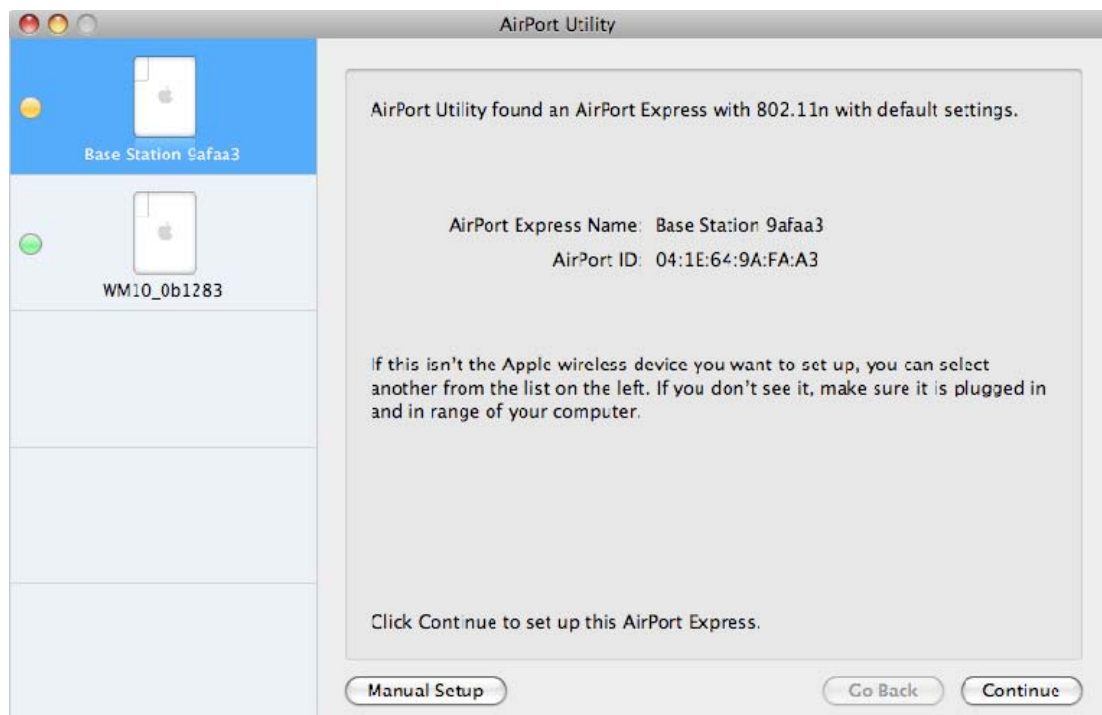 AirPort Utility
Base Station 9afaa3
WM10_0b1283
AirPort Utility found an AirPort Express with 802.11n with default settings.
AirPort Express Name: Base Station 9afaa3
AirPort ID: 04:1E:64:9A:FA:A3
If this isn't the Apple wireless device you want to set up, you can select
another from the list on the left. If you don't see it, make sure it is plugged in
and in range of your computer.
Click Continue to set up this AirPort Express.
Manual Setup
Go Back
Continue